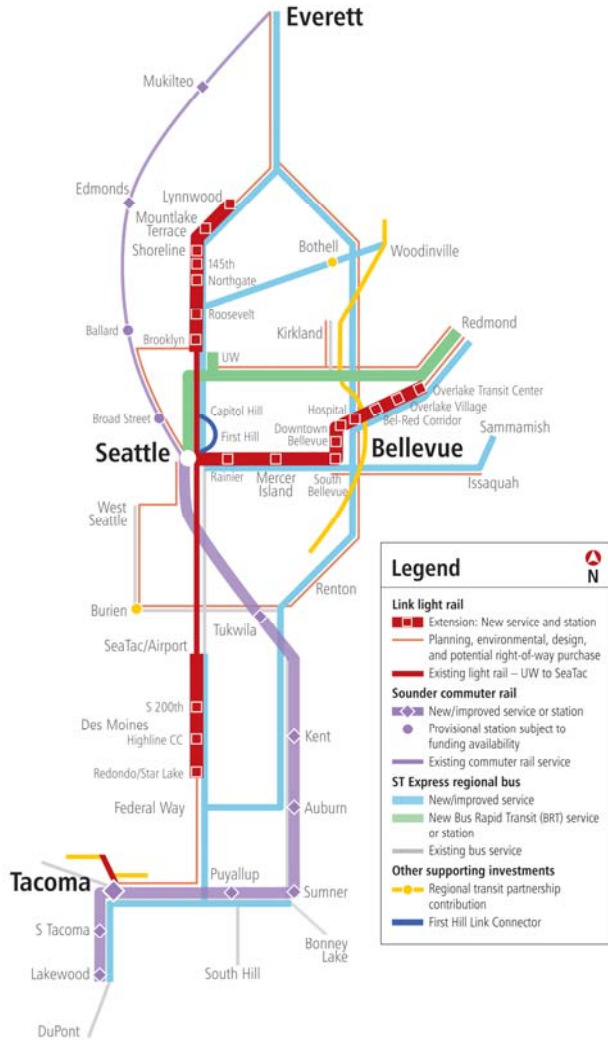 Everett
Mukilteo
Edmonds
Lynnwood
Mountlake
Terrace
Shoreline
145th
Northgate
Bothell
Woodinville
Roosevelt
Ballard
Brooklyn
Kirkland
Redmond
UW
Overlake Transit Center
Overlake Village
Bel-Red Corridor
Hospital
Broad Street
Capitol Hill
First Hill
Downtown
Bellevue
Sammamish
Seattle
Bellevue
Rainier
Mercer
Island
South
Bellevue
Issaquah
West
Seattle
Renton
Burien
Tukwila
SeaTac/Airport
S 200th
Des Moines
Highline CC
Kent
Redondo/Star Lake
Federal Way
Auburn
Tacoma
Puyallup
Sumner
S Tacoma
Bonney
Lake
Lakewood
South Hill
DuPont
Legend
N
Link light rail
Extension: New service and station
Planning, environmental, design,
and potential right-of-way purchase
Existing light rail – UW to SeaTac
Sounder commuter rail
New/improved service or station
Provisional station subject to
funding availability
Existing commuter rail service
ST Express regional bus
New/improved service
New Bus Rapid Transit (BRT) service
or station
Existing bus service
Other supporting investments
Regional transit partnership
contribution
First Hill Link Connector